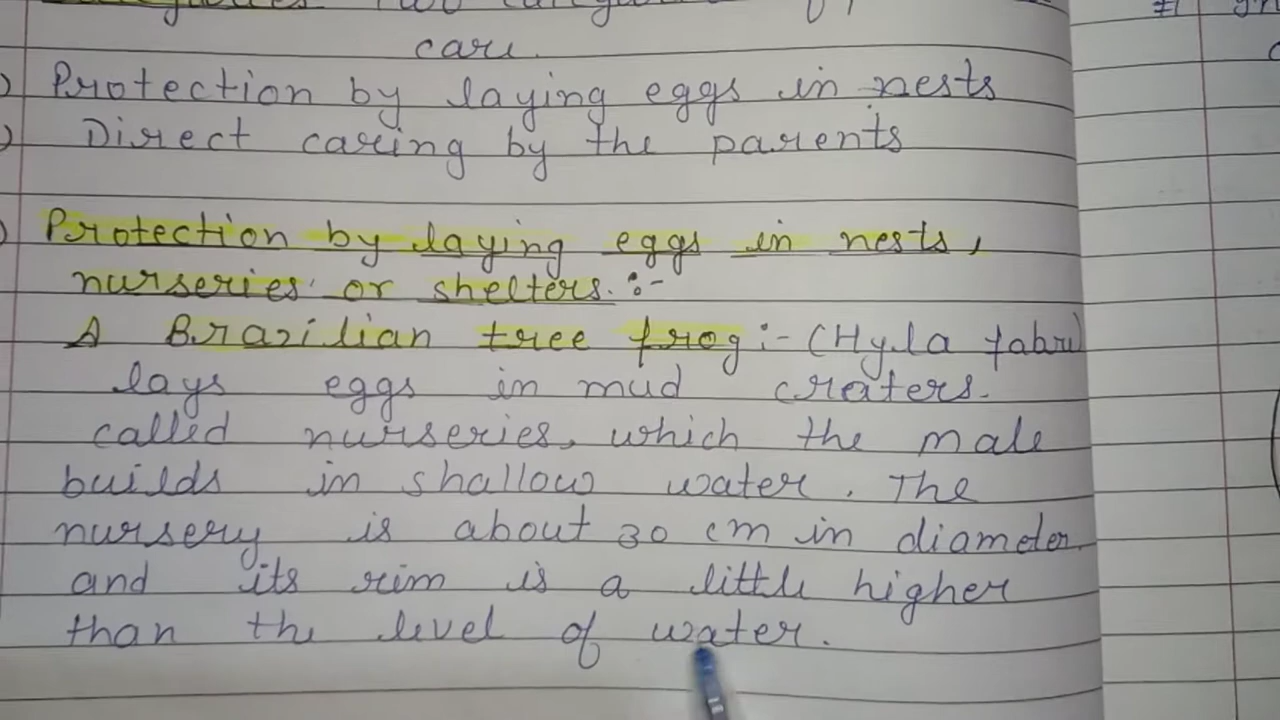 care.
Protection by laying eggs in nests
Direct caring by the parents
Protection by laying eggs in nests,
nurseries or shelters. :-
A Brazilian tree frog :- (Hyla fabre)
lays eggs in mud craters.
called nurseries, which the male
builds in shallow water. The
nursery is about 30 cm in diameter
and its rim is a little higher
than the level of water.